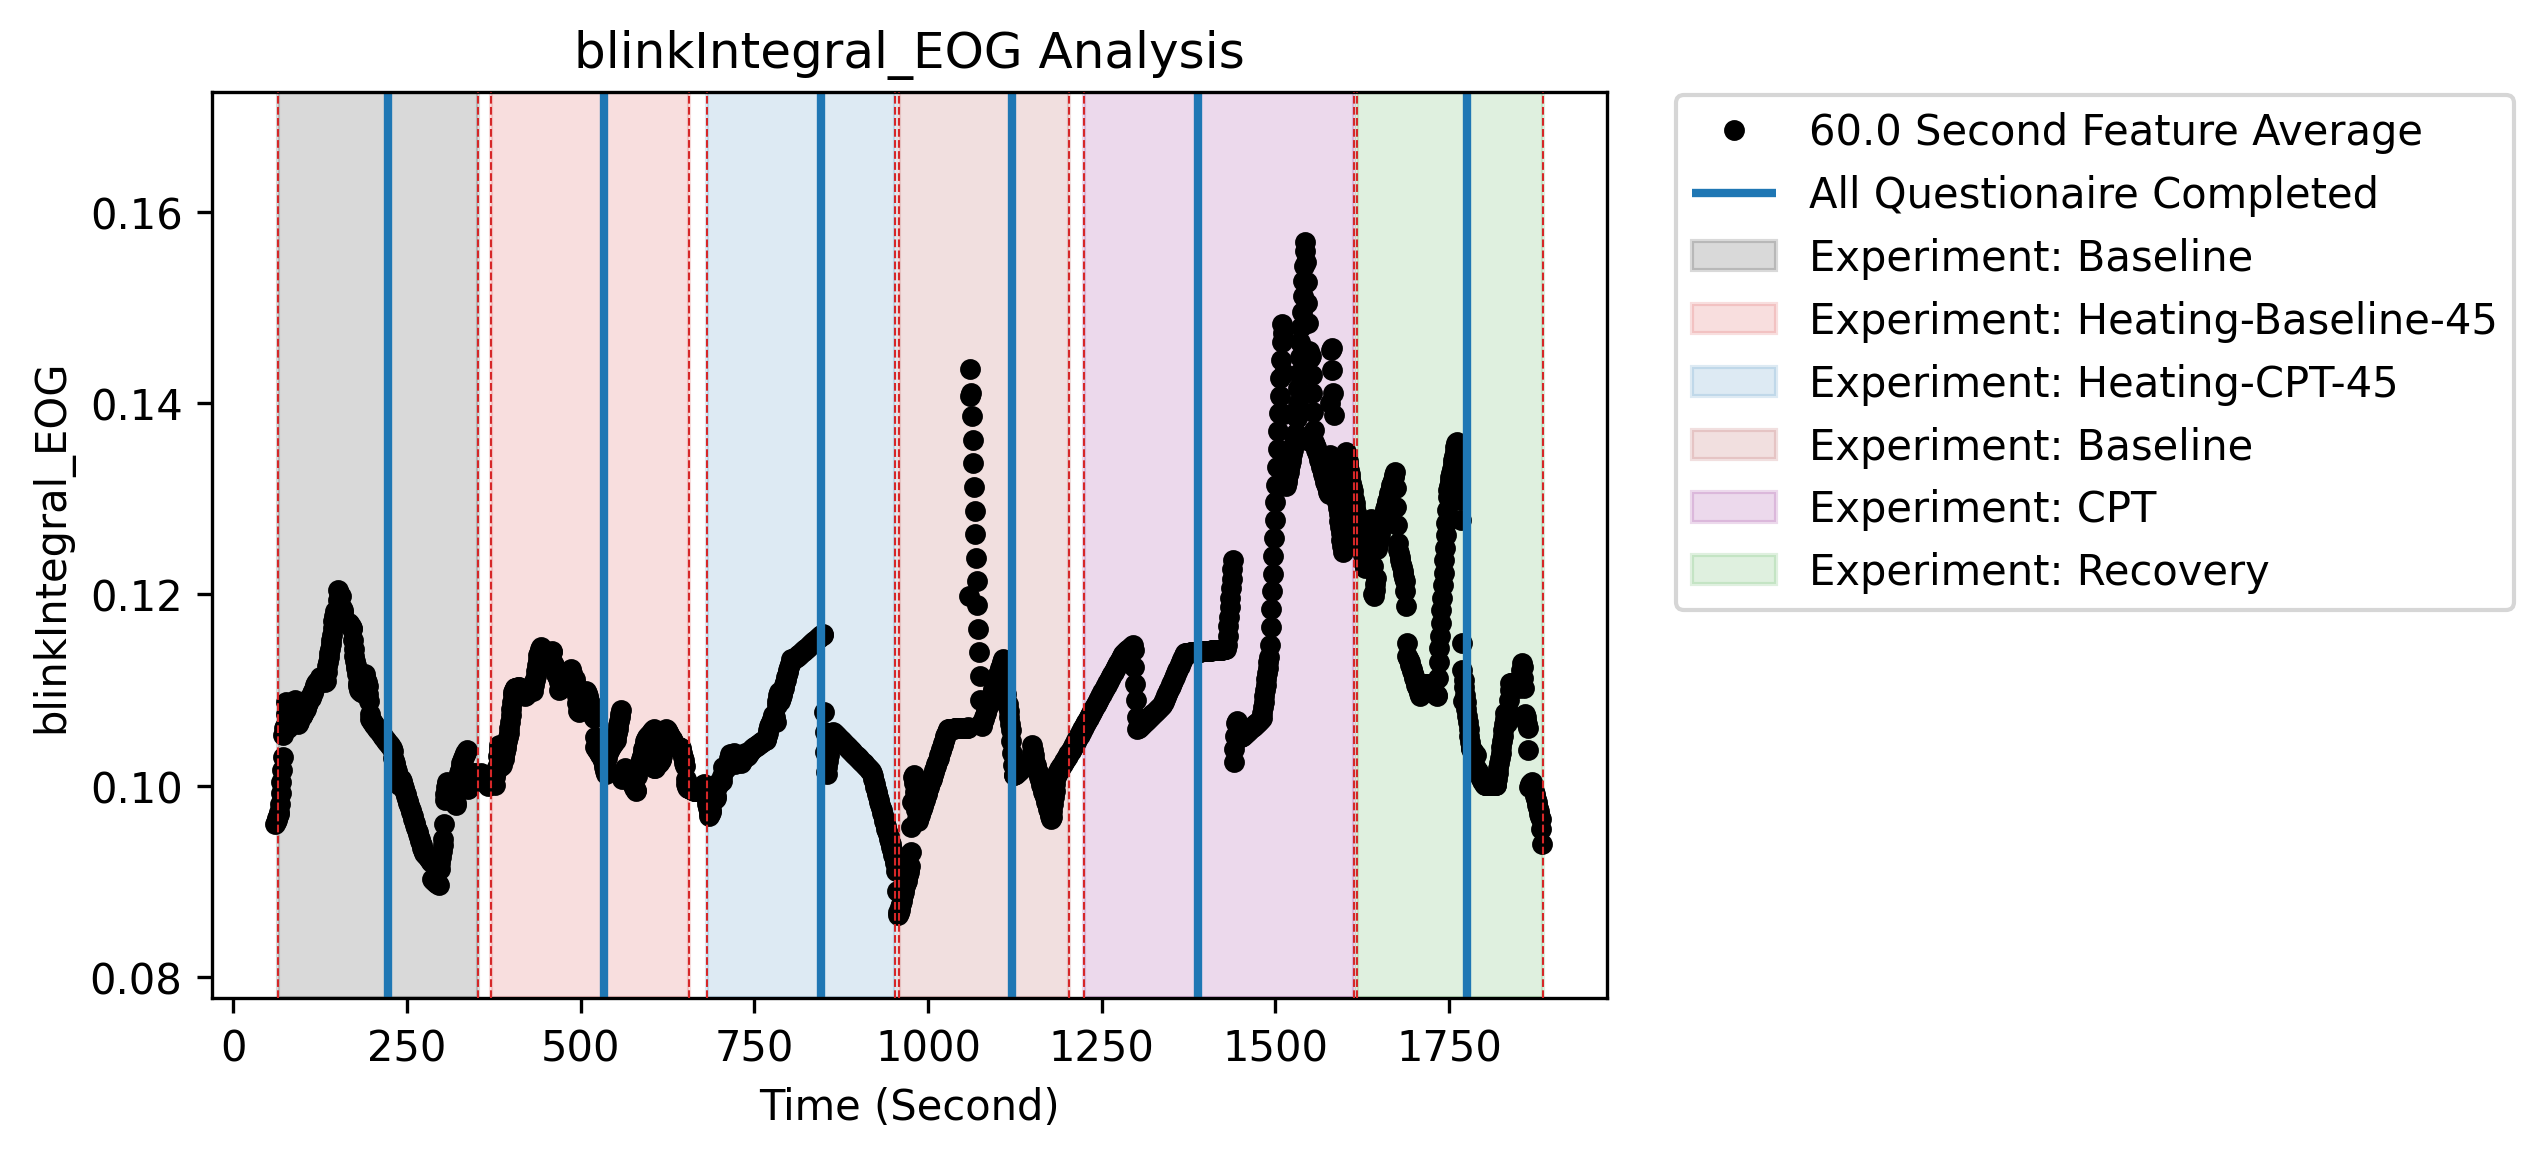 blinkIntegral_EOG Analysis
blinkIntegral_EOG
0.16
0.14
0.12
0.10
0.08
0 250 500 750 1000 1250 1500 1750
Time (Second)
60.0 Second Feature Average
All Questionaire Completed
Experiment: Baseline
Experiment: Heating-Baseline-45
Experiment: Heating-CPT-45
Experiment: Baseline
Experiment: CPT
Experiment: Recovery